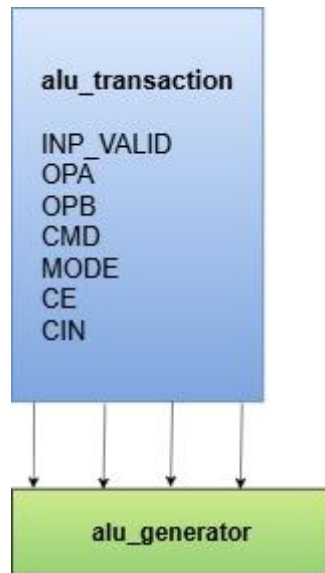 alu_transaction
INP_VALID
OPA
OPB
CMD
MODE
CE
CIN
alu_generator